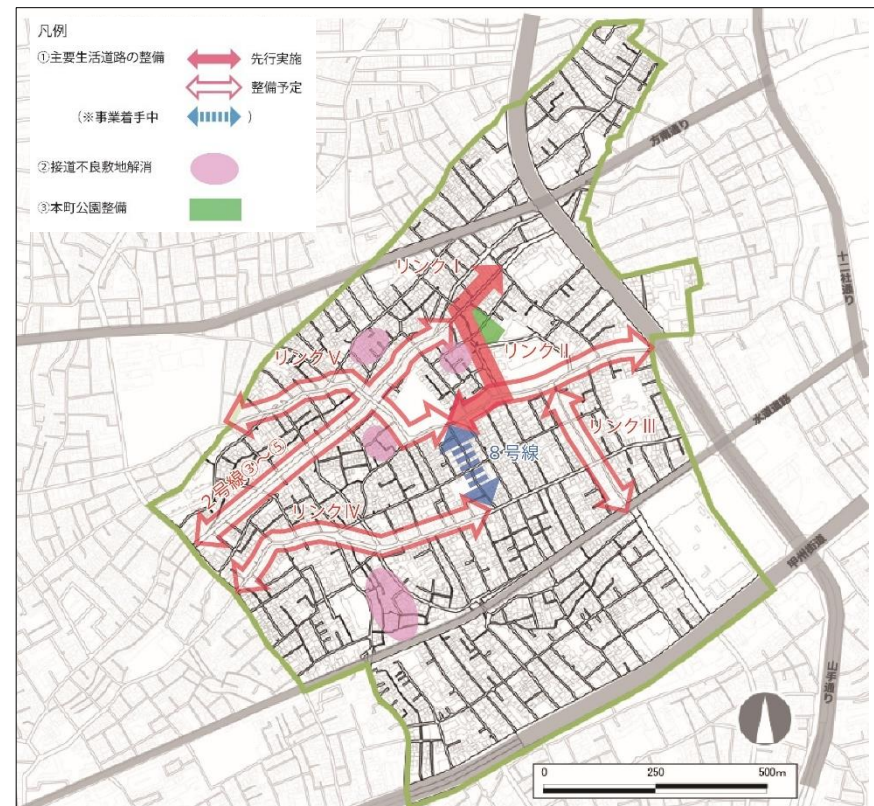 凡例
①主要生活道路の整備 先行実施
整備予定
(※事業着手中 )
②接道不良敷地解消
③本町公園整備
方南通り
十二社通り
リンクⅠ
リンクⅤ
リンクⅡ
水道道路
リンクⅢ
8号線
2号線③~⑤
リンクⅣ
甲州街道
山手通り
0 250 500m